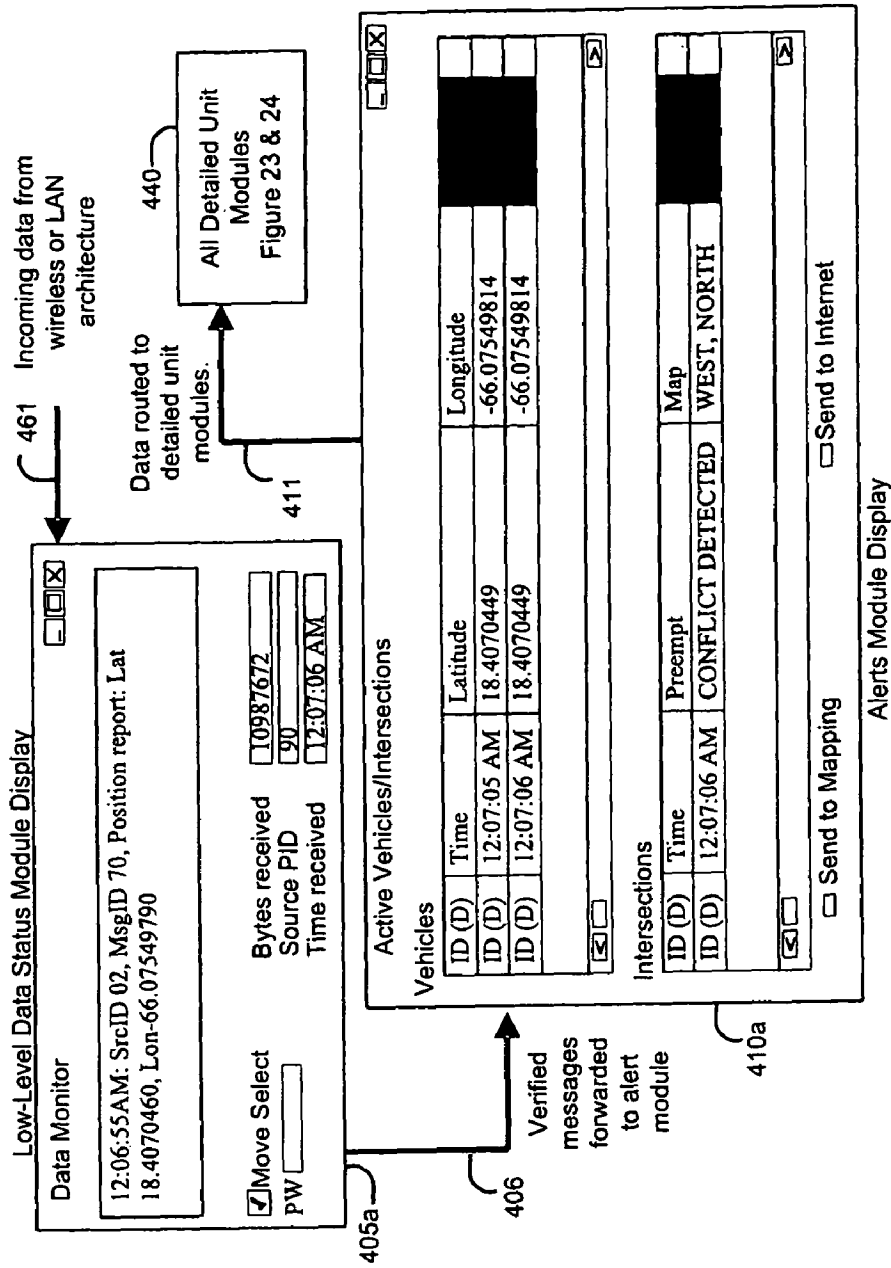 Low-Level Data Status Module Display
Data Monitor
12:06:55AM: SrcID 02, MsgID 70, Position report: Lat
18.4070460, Lon-66.07549790
Move Select
PW
Bytes received 10987672
Source PID 90
Time received 12:07:06 AM
405a
461
Incoming data from
wireless or LAN
architecture
406
Verified
messages
forwarded
to alert
module
Data routed to
detailed unit
modules.
411
440
All Detailed Unit
Modules
Figure 23 & 24
Active Vehicles/Intersections
Vehicles
ID (D) Time Latitude Longitude
ID (D) 12:07:05 AM 18.4070449 -66.07549814
ID (D) 12:07:06 AM 18.4070449 -66.07549814
Intersections
ID (D) Time Preempt Map
ID (D) 12:07:06 AM CONFLICT DETECTED WEST, NORTH
Send to Mapping
Send to Internet
410a
Alerts Module Display